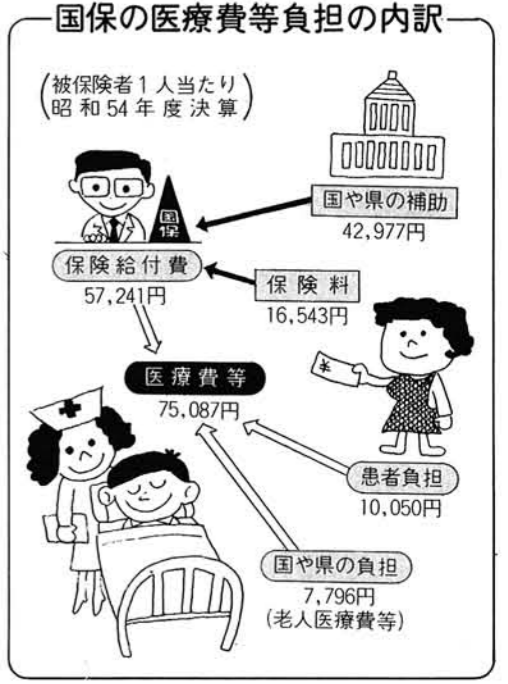 国保の医療費等負担の内訳
(被保険者1人当たり
昭和54年度決算)
国保
国や県の補助
42,977円
保険給付費
57,241円
保険料
16,543円
¥
医療費等
75,087円
患者負担
10,050円
国や県の負担
7,796円
(老人医療費等)